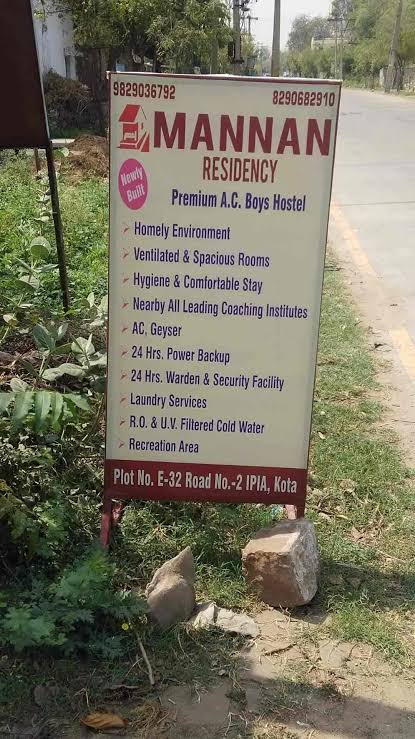 9829036792 8290682910
MANNAN
RESIDENCY
Newly
Built
Premium A.C. Boys Hostel
Homely Environment
Ventilated & Spacious Rooms
Hygiene & Comfortable Stay
Nearby All Leading Coaching Institutes
AC, Geyser
24 Hrs. Power Backup
24 Hrs. Warden & Security Facility
Laundry Services
R.O. & U.V. Filtered Cold Water
Recreation Area
Plot No. E-32 Road No.-2 IPIA, Kota